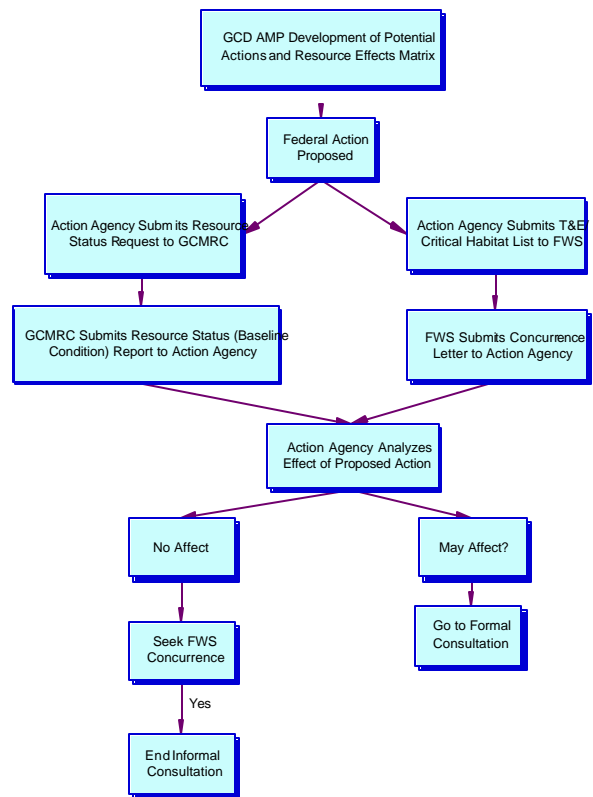 GCD AMP Development of Potential
Actions and Resource Effects Matrix
Federal Action
Proposed
Action Agency Submits Resource
Status Request to GCMRC
Action Agency Submits T&E/
Critical Habitat List to FWS
GCMRC Submits Resource Status (Baseline
Condition) Report to Action Agency
FWS Submits Concurrence
Letter to Action Agency
Action Agency Analyzes
Effect of Proposed Action
No Affect
May Affect?
Seek FWS
Concurrence
Go to Formal
Consultation
Yes
End Informal
Consultation